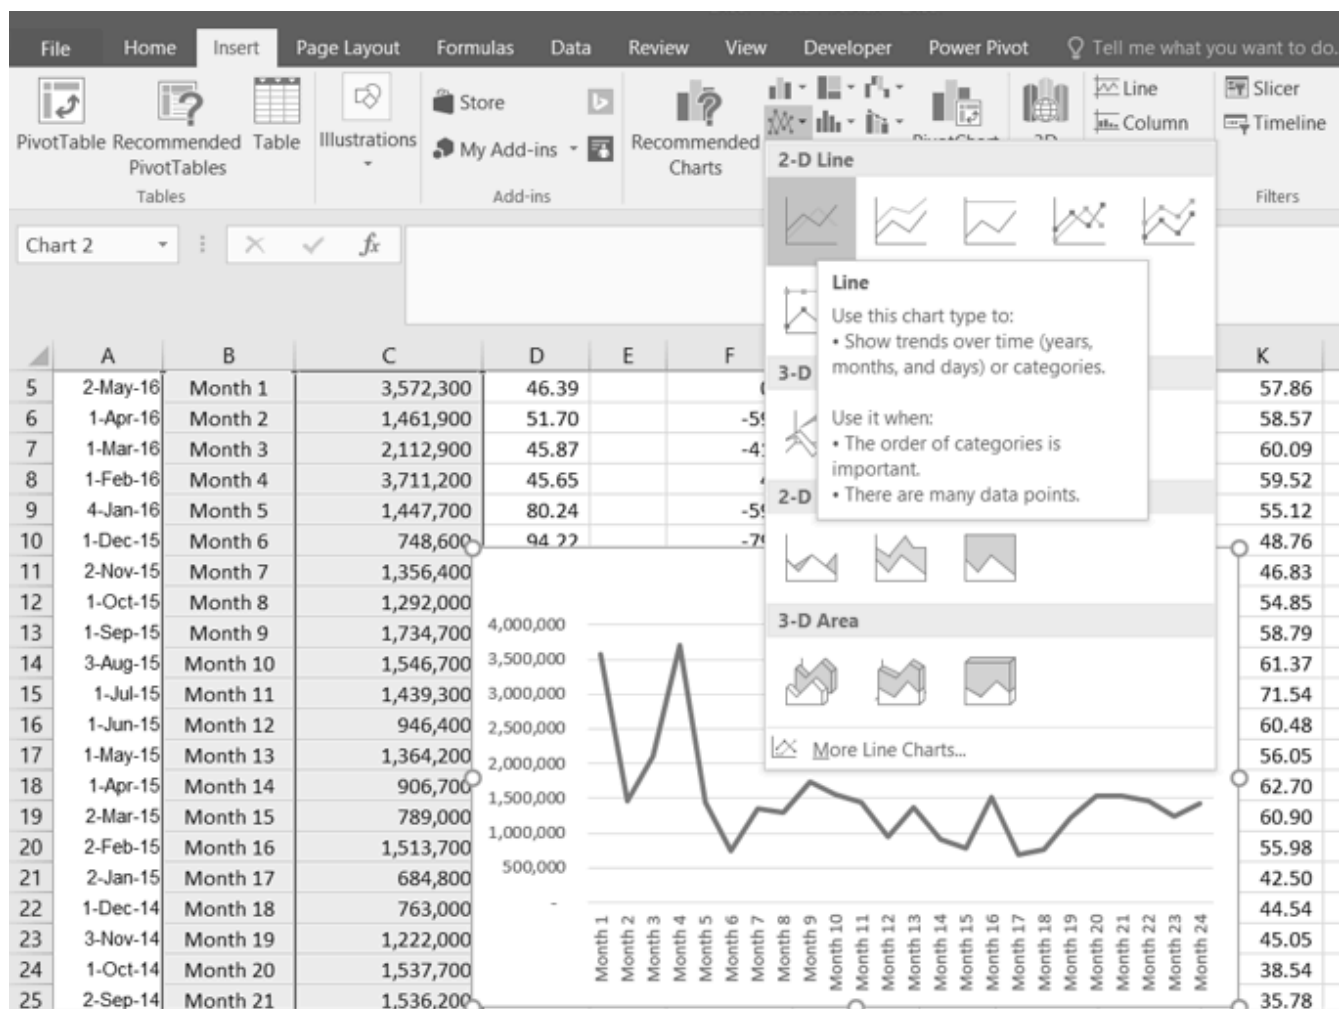 File Home Insert Page Layout Formulas Data Review View Developer Power Pivot Tell me what you want to do.
PivotTable Recommended PivotTables Table Illustrations Store My Add-ins Recommended Charts Line Column Slicer Timeline
Tables Add-ins Filters
2-D Line
Chart 2 fx
Line
Use this chart type to:
• Show trends over time (years,
months, and days) or categories.
Use it when:
• The order of categories is
important.
• There are many data points.
3-D
2-D
3-D Area
More Line Charts...
A B C D E F K
5 2-May-16 Month 1 3,572,300 46.39 57.86
6 1-Apr-16 Month 2 1,461,900 51.70 -59 58.57
7 1-Mar-16 Month 3 2,112,900 45.87 60.09
8 1-Feb-16 Month 4 3,711,200 45.65 59.52
9 4-Jan-16 Month 5 1,447,700 80.24 -59 55.12
10 1-Dec-15 Month 6 748,600 94.22 48.76
11 2-Nov-15 Month 7 1,356,400 46.83
12 1-Oct-15 Month 8 1,292,000 54.85
13 1-Sep-15 Month 9 1,734,700 58.79
14 3-Aug-15 Month 10 1,546,700 61.37
15 1-Jul-15 Month 11 1,439,300 71.54
16 1-Jun-15 Month 12 946,400 60.48
17 1-May-15 Month 13 1,364,200 56.05
18 1-Apr-15 Month 14 906,700 62.70
19 2-Mar-15 Month 15 789,000 60.90
20 2-Feb-15 Month 16 1,513,700 55.98
21 2-Jan-15 Month 17 684,800 42.50
22 1-Dec-14 Month 18 763,000 44.54
23 3-Nov-14 Month 19 1,222,000 45.05
24 1-Oct-14 Month 20 1,537,700 38.54
25 2-Sep-14 Month 21 1,536,200 35.78
4,000,000
3,500,000
3,000,000
2,500,000
2,000,000
1,500,000
1,000,000
500,000
-
Month 1
Month 2
Month 3
Month 4
Month 5
Month 6
Month 7
Month 8
Month 9
Month 10
Month 11
Month 12
Month 13
Month 14
Month 15
Month 16
Month 17
Month 18
Month 19
Month 20
Month 21
Month 22
Month 23
Month 24